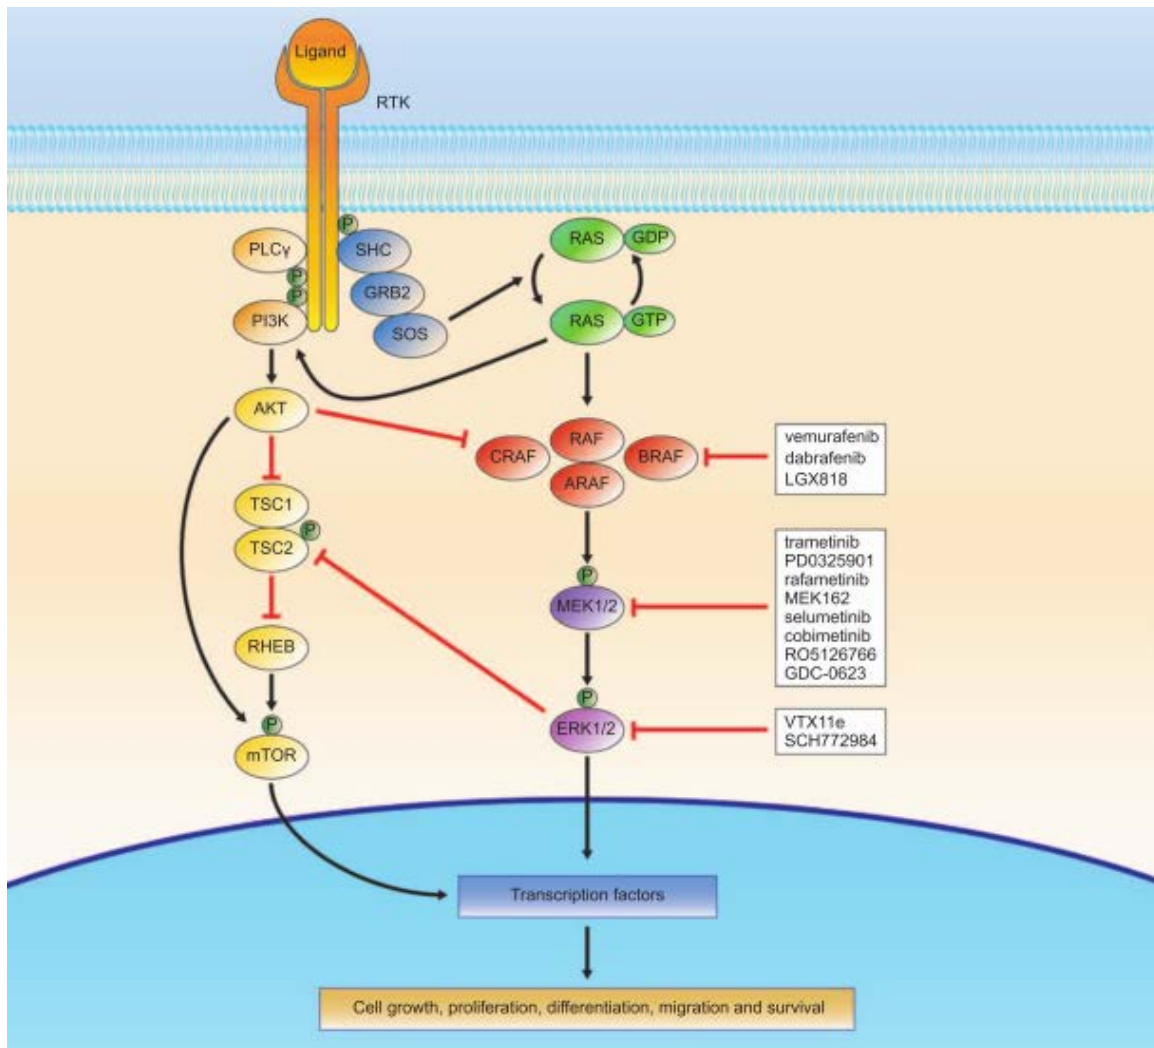 Ligand
RTK
P
PLCγ
SHC
RAS
GDP
P
P
GRB2
PI3K
SOS
RAS
GTP
AKT
CRAF
RAF
BRAF
ARAF
vemurafenib
dabrafenib
LGX818
TSC1
P
TSC2
trametinib
PD0325901
rafametinib
MEK162
selumetinib
cobimetinib
RO5126766
GDC-0623
P
MEK1/2
RHEB
P
ERK1/2
VTX11e
SCH772984
P
mTOR
Transcription factors
Cell growth, proliferation, differentiation, migration and survival